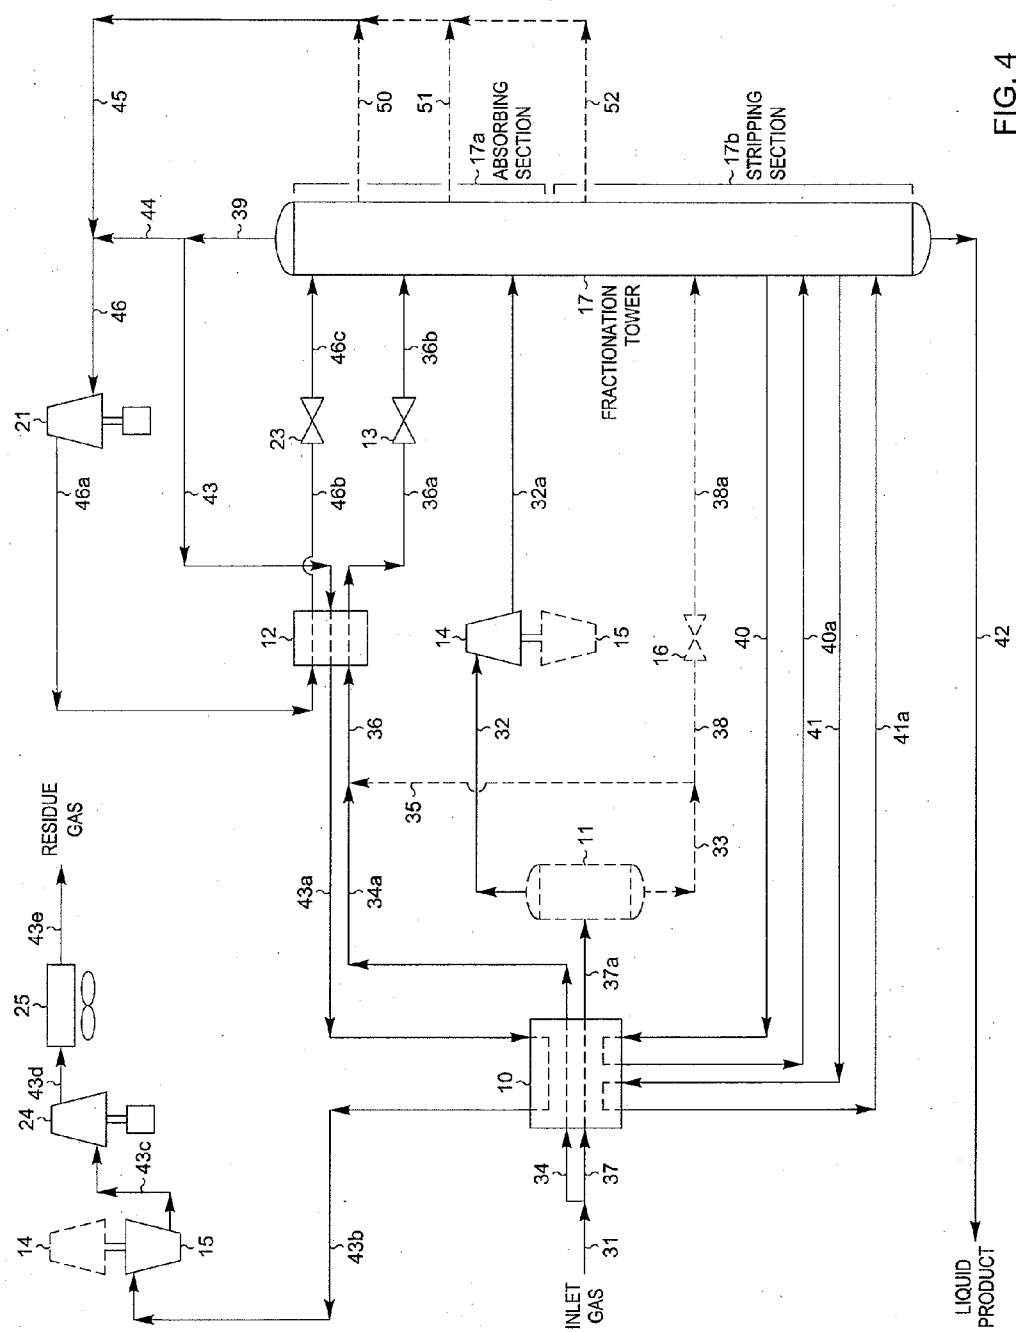 FIG. 4
50
51
52
45
17a
ABSORBING
SECTION
17b
STRIPPING
SECTION
44
39
46
46c
36b
17
FRACTIONATION
TOWER
21
23
13
46a
43
46b
36a
32a
38a
12
14
15
16
40
40a
42
36
32
38
41
41a
35
RESIDUE
GAS
43a
34a
11
33
43e
37a
25
43d
10
24
43c
34
37
14
15
43b
31
INLET
GAS
LIQUID
PRODUCT